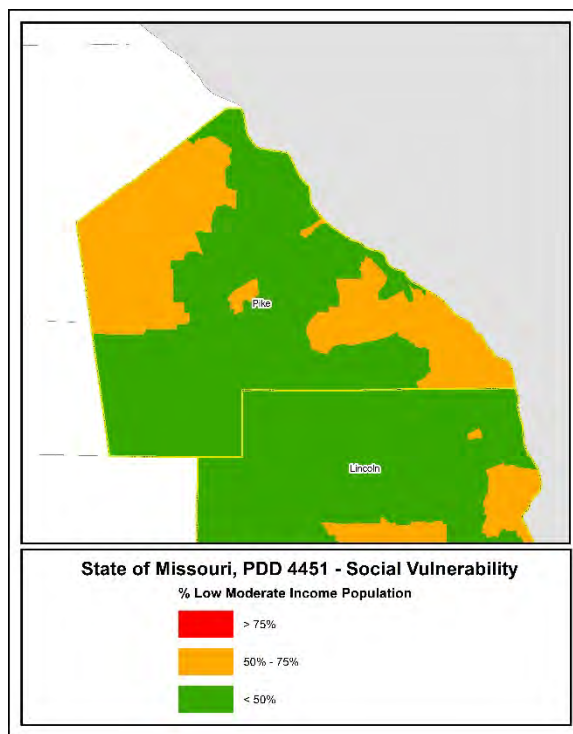 Pike
Lincoln
State of Missouri, PDD 4451 - Social Vulnerability
% Low Moderate Income Population
> 75%
50% - 75%
< 50%